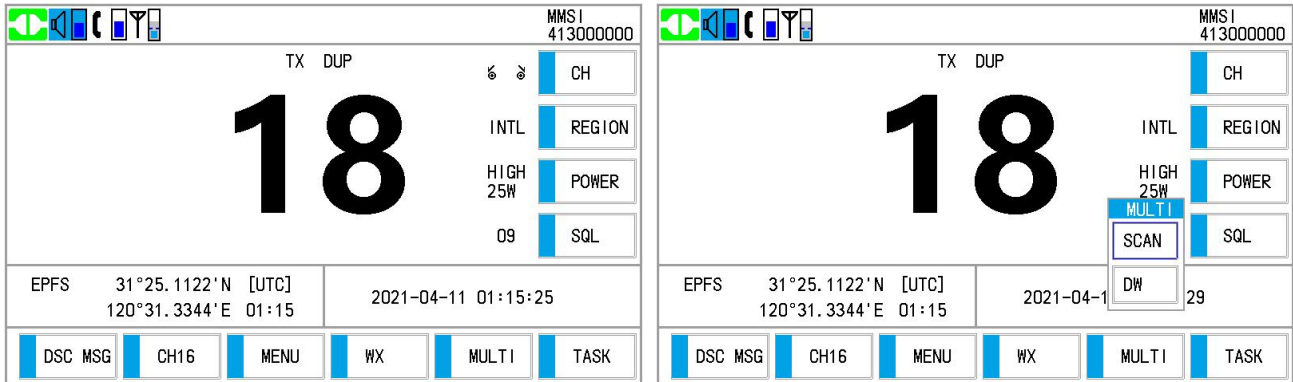 MMSI
413000000
TX DUP
18
CH
INTL
REGION
HIGH
25W
POWER
09
SQL
EPFS 31°25.1122'N [UTC]
120°31.3344'E 01:15
2021-04-11 01:15:25
DSC MSG
CH16
MENU
WX
MULTI
TASK
MMSI
413000000
TX DUP
18
CH
INTL
REGION
HIGH
25W
POWER
MULTI
SCAN
DW
SQL
EPFS 31°25.1122'N [UTC]
120°31.3344'E 01:15
2021-04-1 29
DSC MSG
CH16
MENU
WX
MULTI
TASK